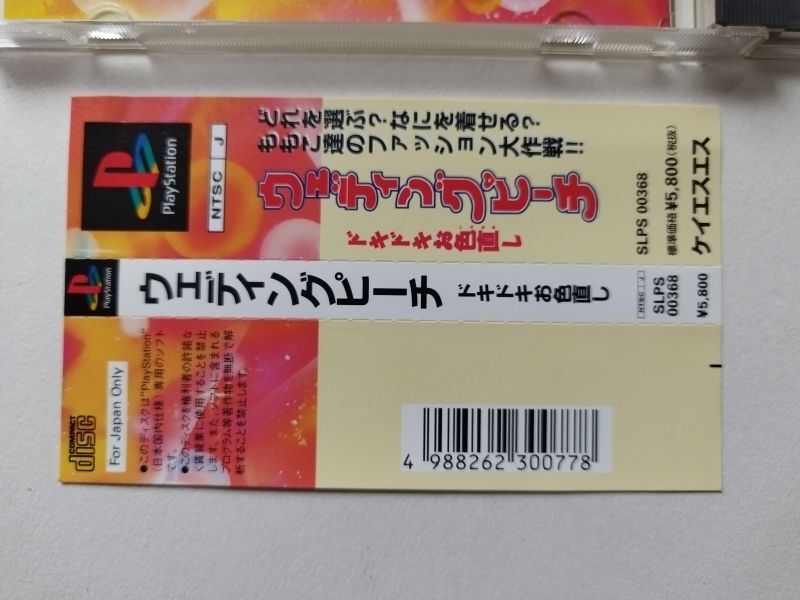 PlayStation
NTSC J
どれを選ぶ?なにを着せる?
ももこ達のファッション大作戦!!
ウェディングピーチ
ドキドキお色直し
SLPS 00368
標準価格¥5,800(税抜)
ケイエスエス
PlayStation
ウェディングピーチ ドキドキお色直し
NTSC J
SLPS
00368
¥5,800
COMPACT
disc
For Japan Only
●このディスクは“PlayStation”
(日本国内仕様)専用のソフト
です。
●このディスクを権利者の許諾な
く賃貸業に使用することを禁止
します。また、ソフトに含まれる
プログラム等著作物を無断で解
析することを禁止します。
4 988262 300778